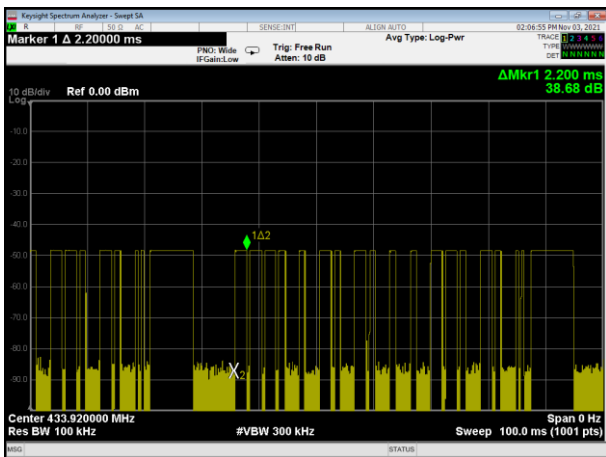 Keysight Spectrum Analyzer - Swept SA
R RF 50 Ω AC SENSE:INT ALIGN AUTO 02:06:55 PM Nov 03, 2021
Marker 1 Δ 2.20000 ms
PNO: Wide
IFGain:Low
Trig: Free Run
Atten: 10 dB
Avg Type: Log-Pwr
TRACE 1 2 3 4 5 6
TYPE WWWWWW
DET N N N N N N
ΔMkr1 2.200 ms
38.68 dB
10 dB/div Ref 0.00 dBm
Log
-10.0
-20.0
-30.0
-40.0
1Δ2
-50.0
-60.0
-70.0
-80.0
X2
-90.0
Center 433.920000 MHz Span 0 Hz
Res BW 100 kHz #VBW 300 kHz Sweep 100.0 ms (1001 pts)
MSG STATUS